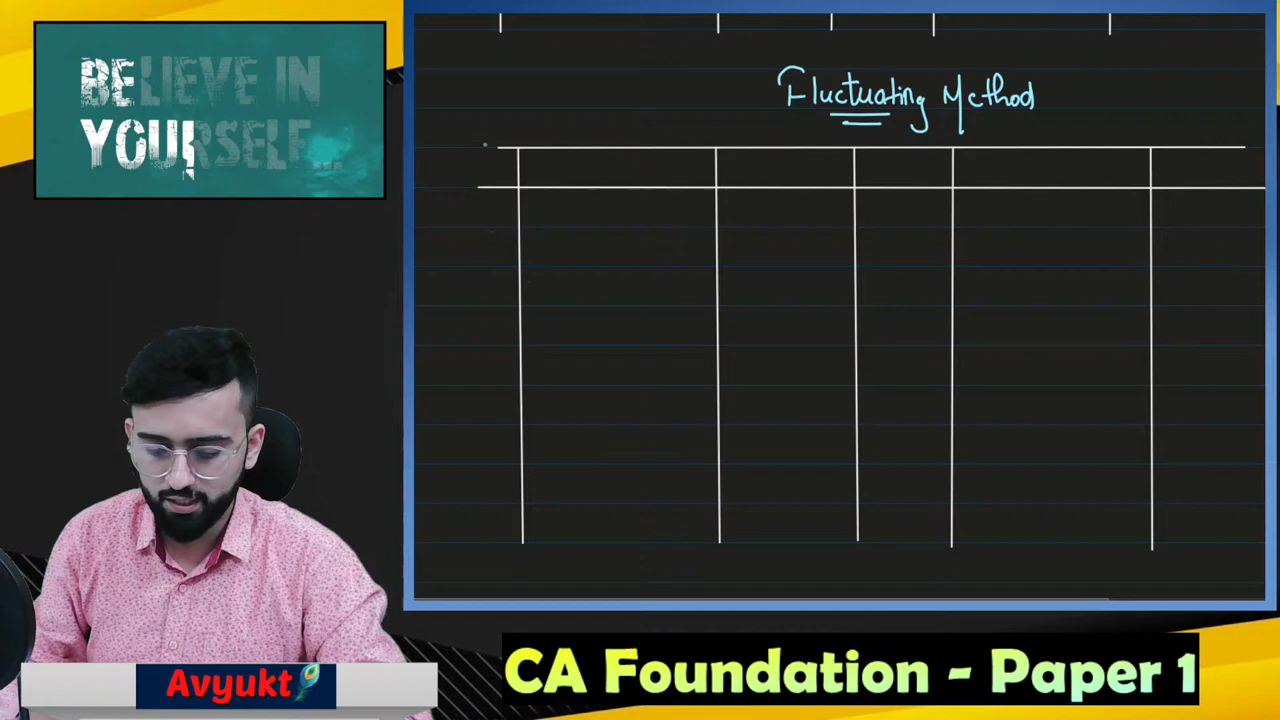 BELIEVE IN
YOURSELF...
Fluctuating Method
Avyukt
CA Foundation - Paper 1